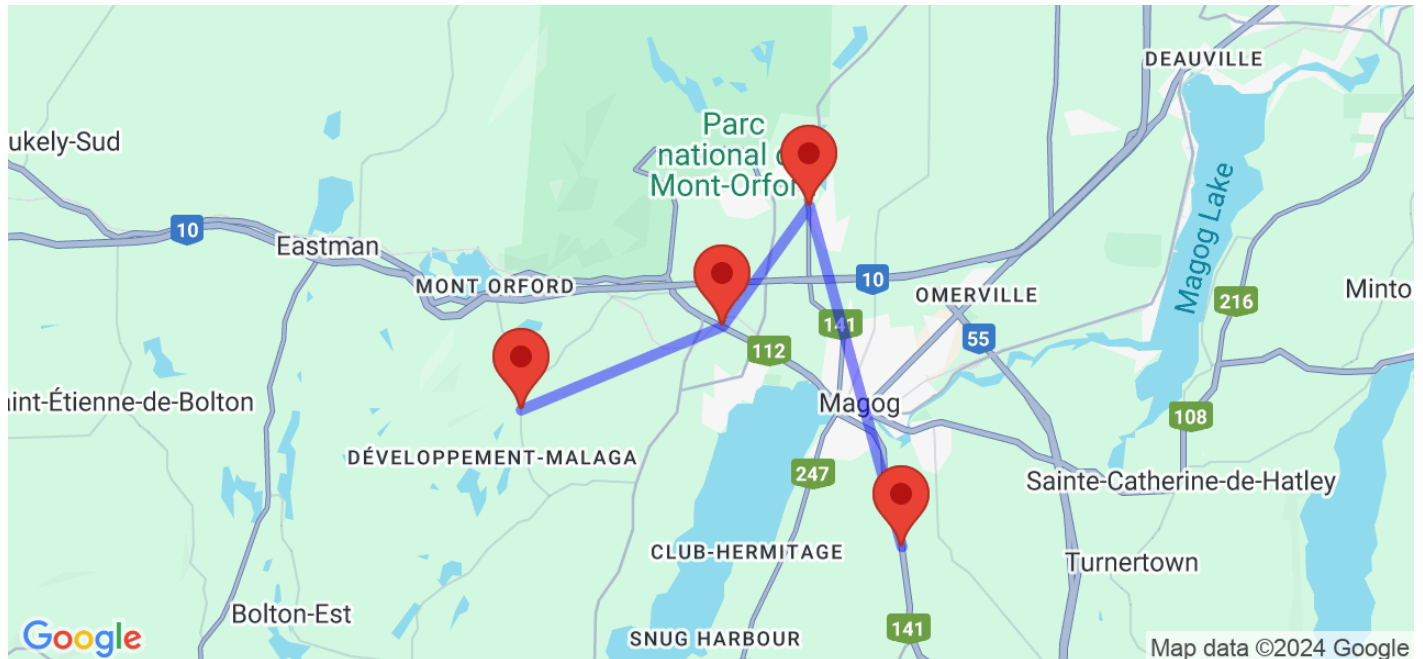 DEAUVILLE
ukely-Sud
Parc
national d
Mont-Orfor
Magog Lake
10
Eastman
MONT ORFORD
10
OMERVILLE
216
Minto
141
55
112
int-Étienne-de-Bolton
Magog
108
DÉVELOPPEMENT-MALAGA
247
Sainte-Catherine-de-Hatley
CLUB-HERMITAGE
Turnertown
Bolton-Est
141
SNUG HARBOUR
Google
Map data ©2024 Google